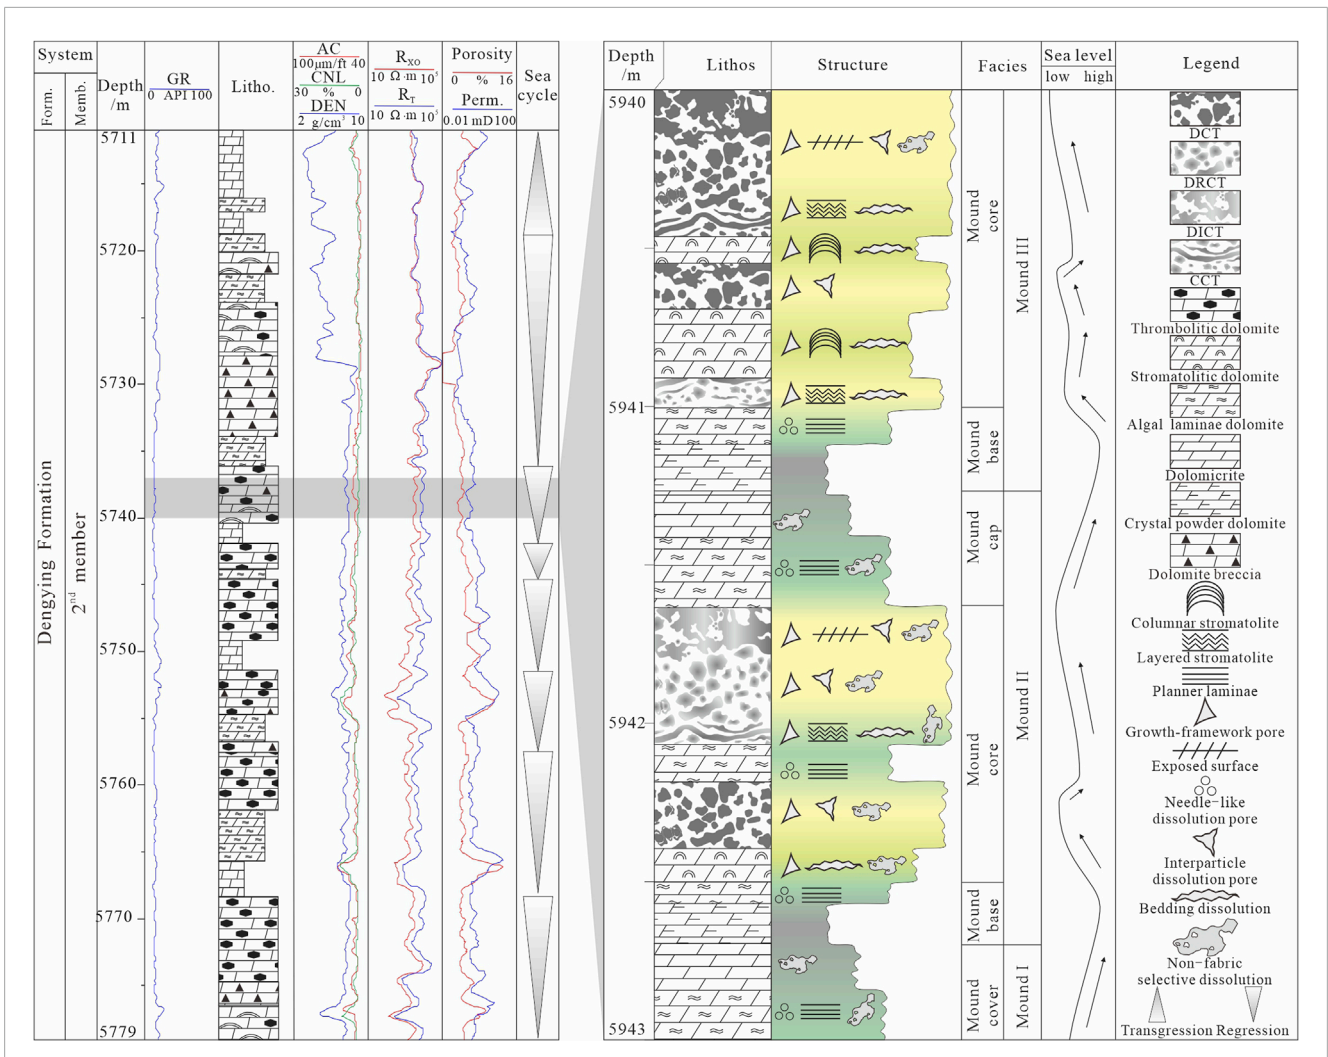 System
Form.
Memb.
Depth
/m
GR
0 API 100
Litho.
AC
100μm/ft 40
CNL
30 % 0
DEN
2 g/cm³ 10
R_XO
10 Ω·m 10⁵
R_T
10 Ω·m 10⁵
Porosity
0 % 16
Perm.
0.01 mD100
Sea
cycle
Dengying Formation
2nd member
5711
5720
5730
5740
5750
5760
5770
5779
Depth
/m
Lithos
Structure
Facies
Sea level
low high
Legend
5940
5941
5942
5943
Mound
core
Mound
base
Mound
cap
Mound
core
Mound
base
Mound
cover
Mound III
Mound II
Mound I
DCT
DRCT
DICT
CCT
Thrombolitic dolomite
Stromatolitic dolomite
Algal laminae dolomite
Dolomicrite
Crystal powder dolomite
Dolomite breccia
Columnar stromatolite
Layered stromatolite
Planner laminae
Growth-framework pore
Exposed surface
Needle-like
dissolution pore
Interparticle
dissolution pore
Bedding dissolution
Non-fabric
selective dissolution
Transgression Regression